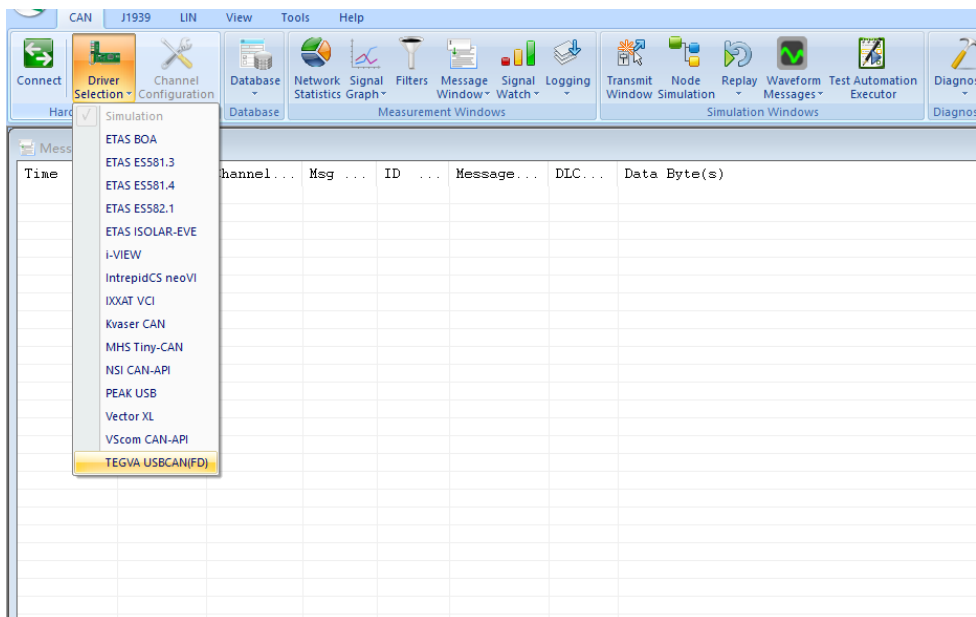 CAN J1939 LIN View Tools Help
Connect Driver Selection Channel Configuration Database Network Statistics Signal Graph Filters Message Window Signal Watch Logging Transmit Window Node Simulation Replay Waveform Messages Test Automation Executor Diagnos
Hard Database Measurement Windows Simulation Windows Diagnos
Simulation
Mess
ETAS BOA
ETAS ES581.3
Time hannel... Msg ... ID ... Message... DLC... Data Byte(s)
ETAS ES581.4
ETAS ES582.1
ETAS ISOLAR-EVE
i-VIEW
IntrepidCS neoVI
IXXAT VCI
Kvaser CAN
MHS Tiny-CAN
NSI CAN-API
PEAK USB
Vector XL
VScom CAN-API
TEGVA USBCAN(FD)